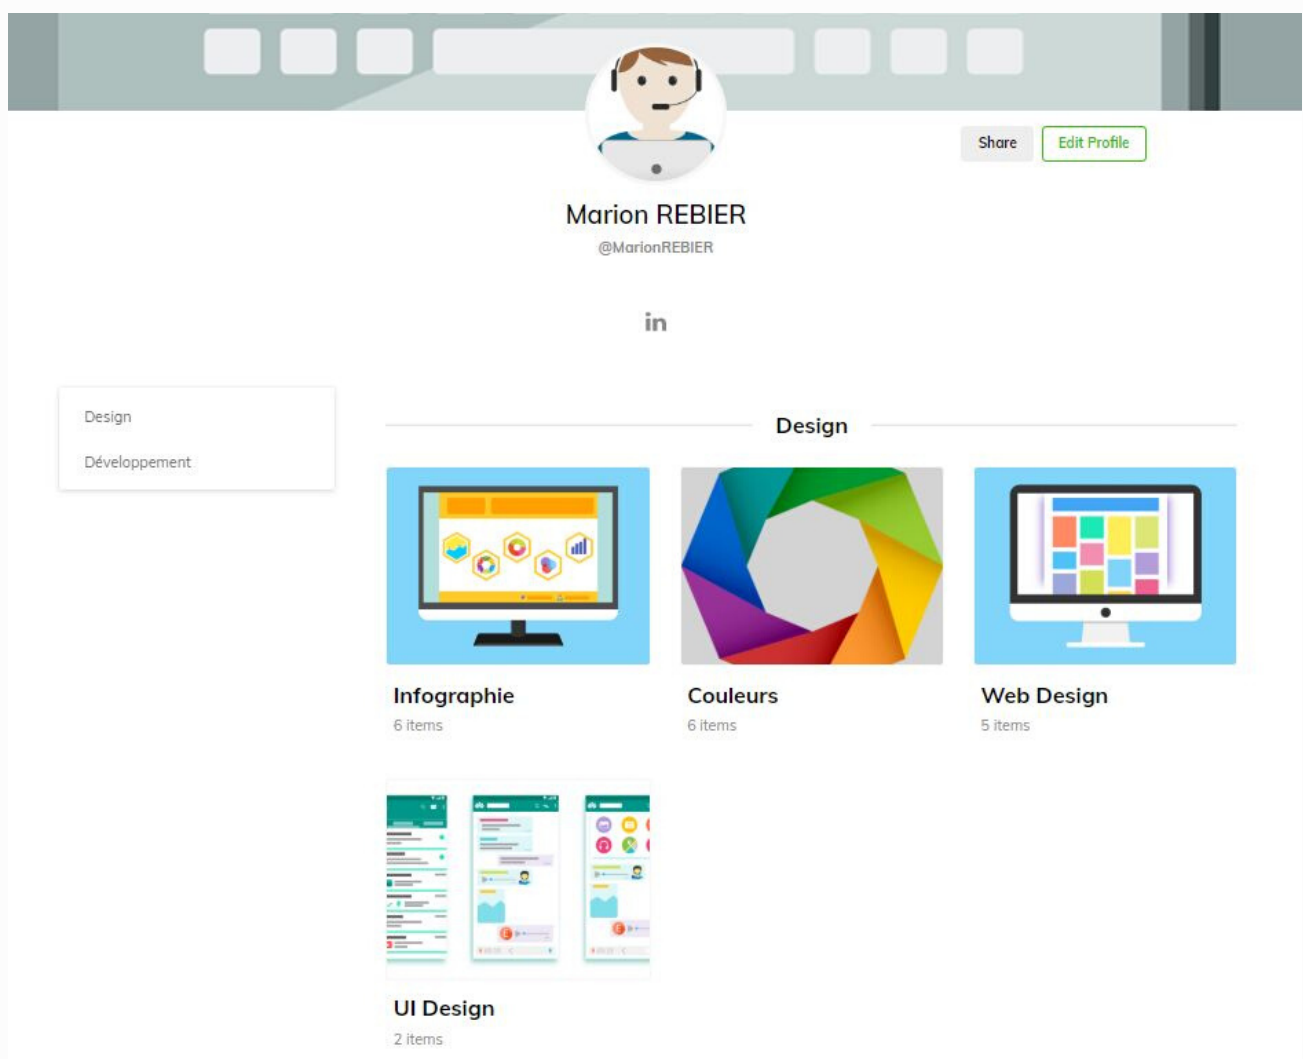 Share
Edit Profile
Marion REBIER
@MarionREBIER
in
Design
Développement
Design
Infographie
6 items
Couleurs
6 items
Web Design
5 items
UI Design
2 items